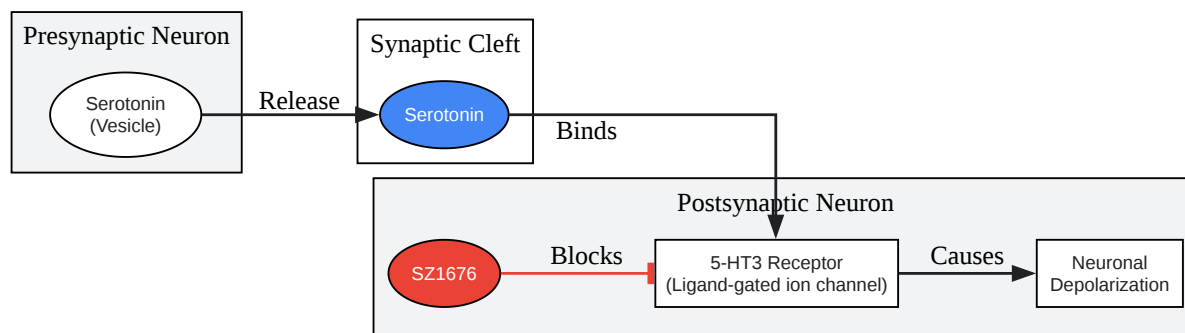 Presynaptic Neuron
Serotonin
(Vesicle)
Release
Synaptic Cleft
Serotonin
Binds
Postsynaptic Neuron
SZ1676
Blocks
5-HT3 Receptor
(Ligand-gated ion channel)
Causes
Neuronal
Depolarization